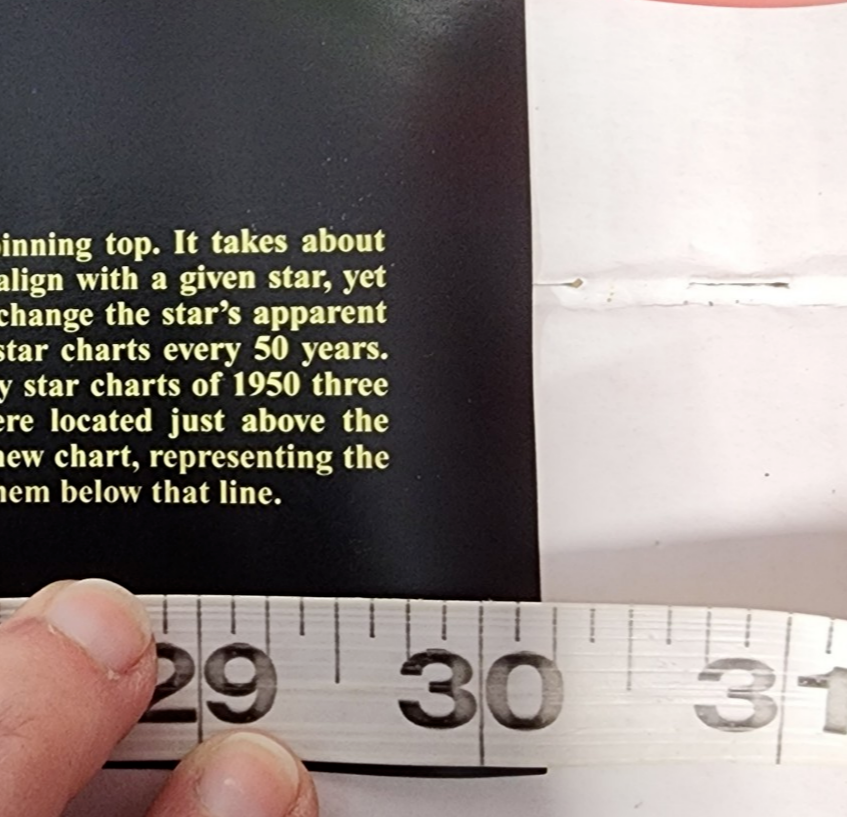 inning top. It takes about
align with a given star, yet
change the star's apparent
star charts every 50 years.
y star charts of 1950 three
ere located just above the
new chart, representing the
hem below that line.
29 30 31